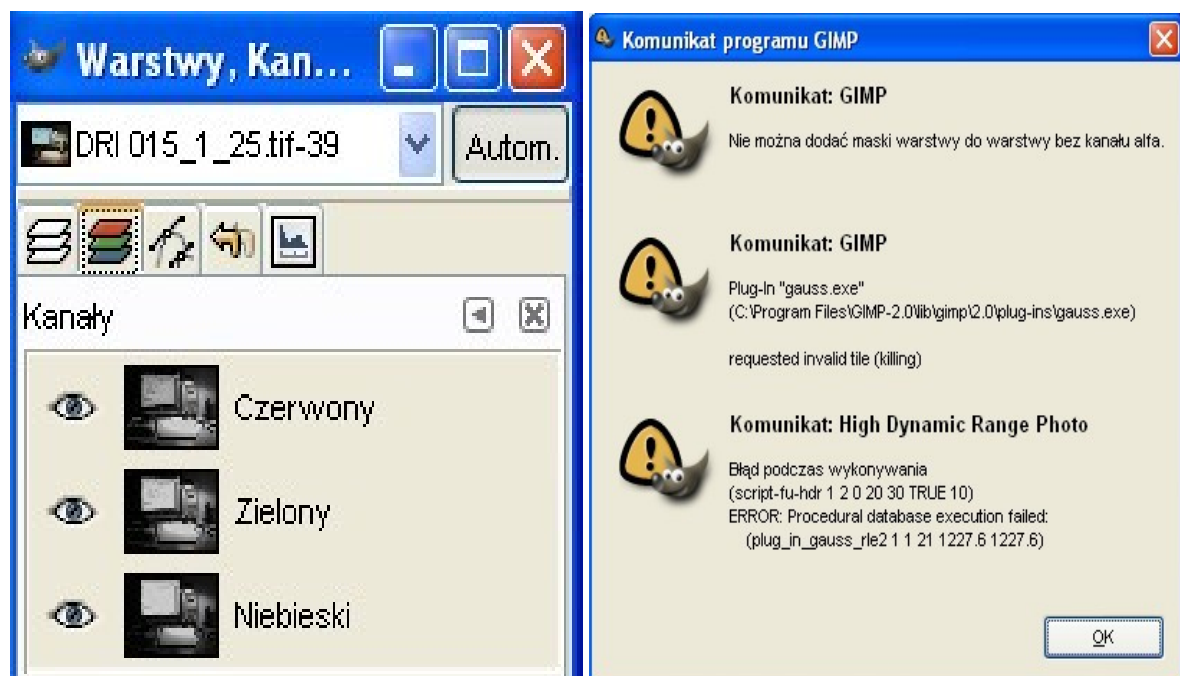 Warstwy, Kan...
DRI 015_1_25.tif-39
Autom.
Kanały
Czerwony
Zielony
Niebieski
Komunikat programu GIMP
Komunikat: GIMP
Nie można dodać maski warstwy do warstwy bez kanału alfa.
Komunikat: GIMP
Plug-In "gauss.exe"
(C:\Program Files\GIMP-2.0\lib\gimp\2.0\plug-ins\gauss.exe)
requested invalid tile (killing)
Komunikat: High Dynamic Range Photo
Błąd podczas wykonywania
(script-fu-hdr 1 2 0 20 30 TRUE 10)
ERROR: Procedural database execution failed:
(plug_in_gauss_rle2 1 1 21 1227.6 1227.6)
OK